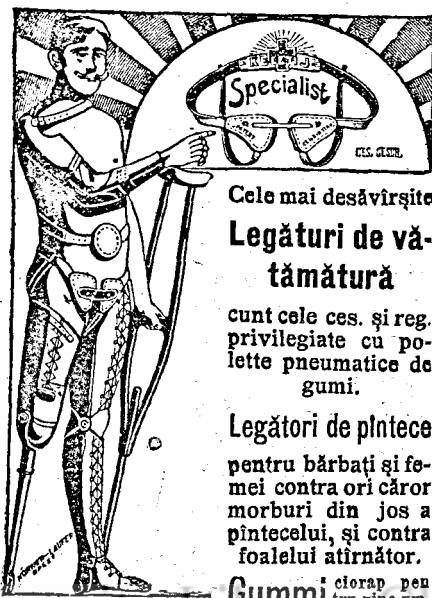 K. E. J.
Specialist
CES. GESCH.
Cele mai desăvîrşite
Legături de vă-
tămătură
cunt cele ces. şi reg.
privilegiate cu po-
lette pneumatice de
gumi.
Legători de pîntece
pentru bărbaţi şi fe-
mei contra ori căror
morburi din jos a
pîntecelui, şi contra
foalelui atîrnător.
Gummi ciorap pen